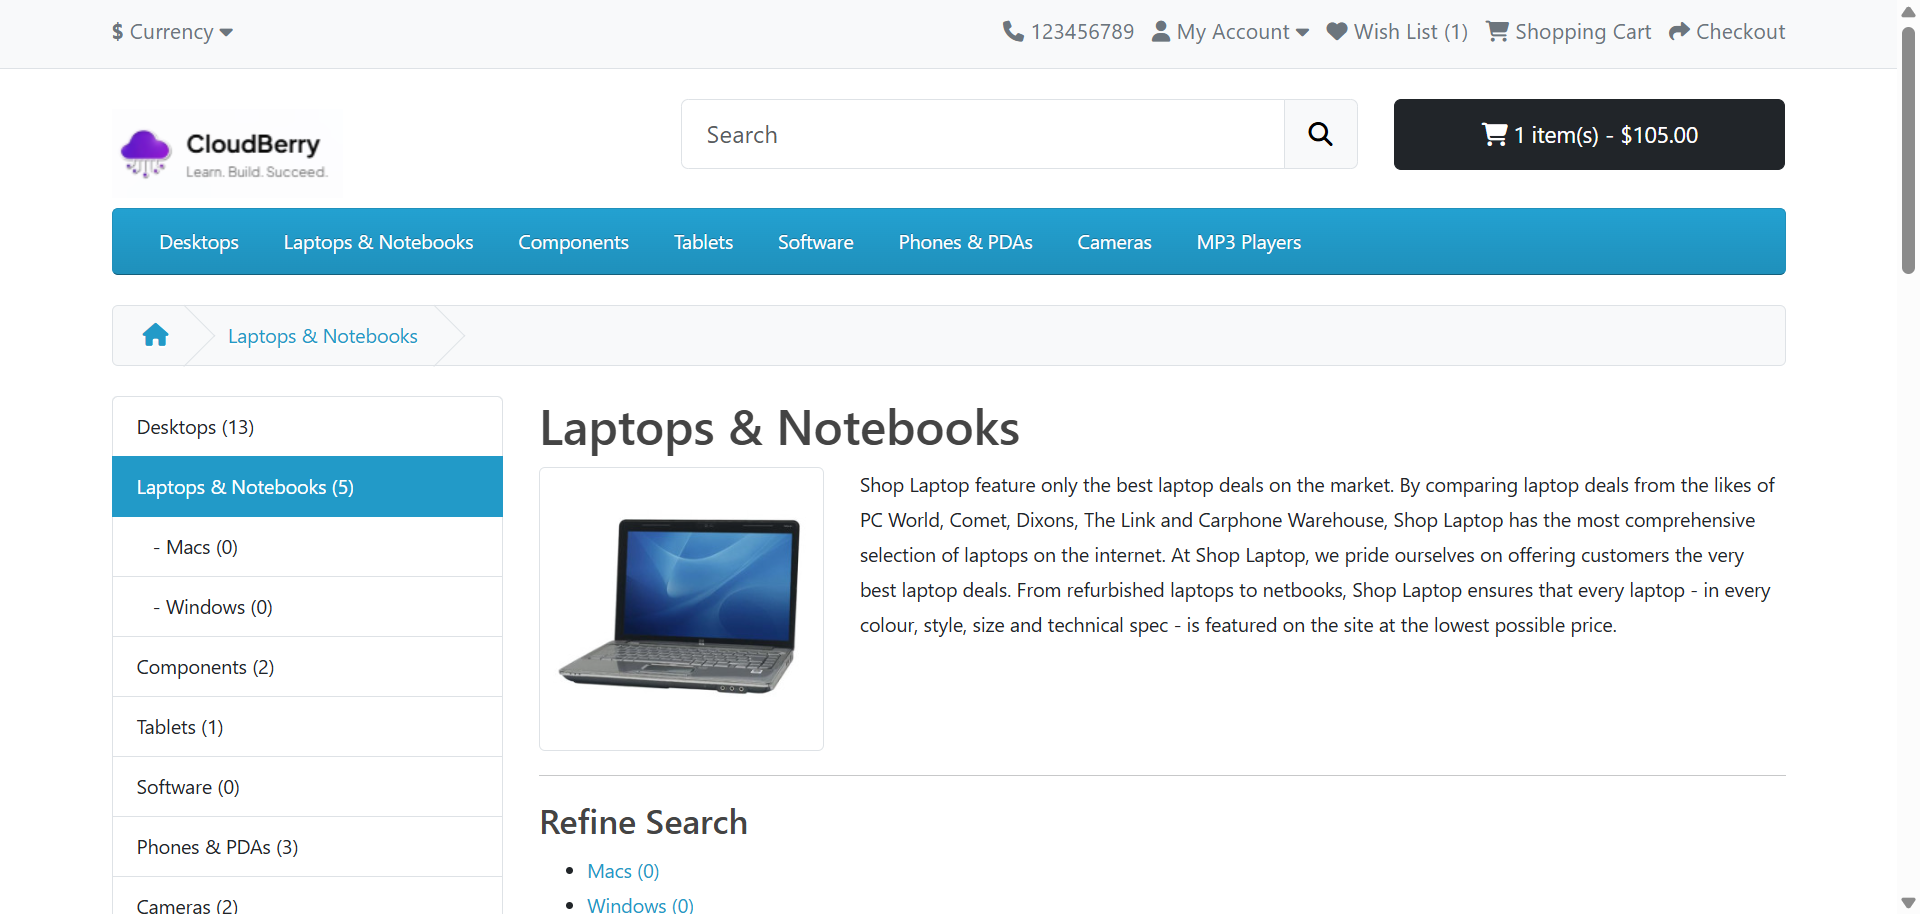 $ Currency
123456789 My Account Wish List (1) Shopping Cart Checkout
CloudBerry
Learn. Build. Succeed.
Search
1 item(s) - $105.00
Desktops Laptops & Notebooks Components Tablets Software Phones & PDAs Cameras MP3 Players
Laptops & Notebooks
Desktops (13)
Laptops & Notebooks (5)
- Macs (0)
- Windows (0)
Components (2)
Tablets (1)
Software (0)
Phones & PDAs (3)
Cameras (2)
Laptops & Notebooks
Shop Laptop feature only the best laptop deals on the market. By comparing laptop deals from the likes of
PC World, Comet, Dixons, The Link and Carphone Warehouse, Shop Laptop has the most comprehensive
selection of laptops on the internet. At Shop Laptop, we pride ourselves on offering customers the very
best laptop deals. From refurbished laptops to netbooks, Shop Laptop ensures that every laptop - in every
colour, style, size and technical spec - is featured on the site at the lowest possible price.
Refine Search
Macs (0)
Windows (0)